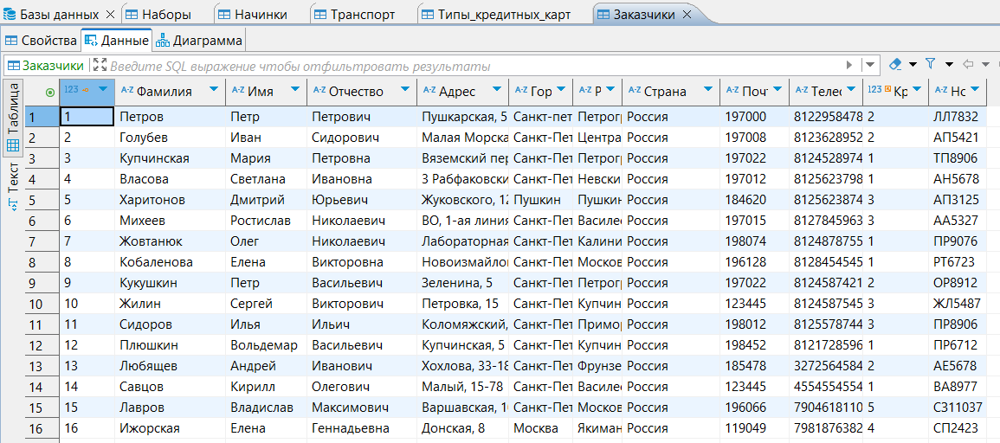 Базы данных Наборы Начинки Транспорт Типы_кредитных_карт Заказчики
Свойства Данные Диаграмма
Заказчики Введите SQL выражение чтобы отфильтровать результаты
Таблица
Текст
123 A-Z Фамилия A-Z Имя A-Z Отчество A-Z Адрес A-Z Гор A-Z Р A-Z Страна A-Z Поч A-Z Теле 123 Кр A-Z Но
1 1 Петров Петр Петрович Пушкарская, 5 Санкт-пет Петрогр Россия 197000 8122958478 2 ЛЛ7832
2 2 Голубев Иван Сидорович Малая Морска Санкт-Пет Центра Россия 197008 8123628952 2 АП5421
3 3 Купчинская Мария Петровна Вяземский пер Санкт-Пет Петрог Россия 197022 8124528974 1 ТП8906
4 4 Власова Светлана Ивановна 3 Рабфаковски Санкт-Пет Невски Россия 197012 8125623798 1 АН5678
5 5 Харитонов Дмитрий Юрьевич Жуковского, 12 Пушкин Пушки Россия 184620 8125623874 3 АП3125
6 6 Михеев Ростислав Николаевич ВО, 1-ая линия Санкт-Пет Василе Россия 197015 8127845963 3 АА5327
7 7 Жовтанюк Олег Николаевич Лабораторная Санкт-Пет Калини Россия 198074 8124878755 1 ПР9076
8 8 Кобаленова Елена Викторовна Новоизмайло Санкт-Пет Москов Россия 196128 8128454545 1 РТ6723
9 9 Кукушкин Петр Васильевич Зеленина, 5 Санкт-Пет Петрог Россия 197022 8124587421 2 ОР8912
10 10 Жилин Сергей Викторович Петровка, 15 Санкт-Пет Купчин Россия 123445 8124587545 3 ЖЛ5487
11 11 Сидоров Илья Ильич Коломяжский, Санкт-Пет Примор Россия 198012 8125578744 3 ПР8906
12 12 Плюшкин Вольдемар Васильевич Купчинская, 5 Санкт-Пет Купчин Россия 198452 8121728596 1 ПР6712
13 13 Любящев Андрей Иванович Хохлова, 33-18 Санкт-Пет Фрунзе Россия 185478 3272564584 2 АЕ5678
14 14 Савцов Кирилл Олегович Малый, 15-78 Санкт-Пет Василе Россия 123445 4554554554 1 ВА8977
15 15 Лавров Владислав Максимович Варшавская, 10 Санкт-Пет Москов Россия 196066 7904618110 5 СЗ11037
16 16 Ижорская Елена Геннадьевна Донская, 8 Москва Якиман Россия 119049 7981876382 4 СП2423